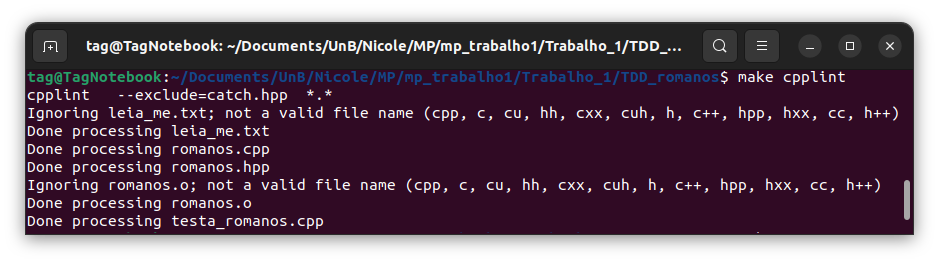 tag@TagNotebook: ~/Documents/UnB/Nicole/MP/mp_trabalho1/Trabalho_1/TDD_...
tag@TagNotebook:~/Documents/UnB/Nicole/MP/mp_trabalho1/Trabalho_1/TDD_romanos$ make cpplint
cpplint   --exclude=catch.hpp  *.*
Ignoring leia_me.txt; not a valid file name (cpp, c, cu, hh, cxx, cuh, h, c++, hpp, hxx, cc, h++)
Done processing leia_me.txt
Done processing romanos.cpp
Done processing romanos.hpp
Ignoring romanos.o; not a valid file name (cpp, c, cu, hh, cxx, cuh, h, c++, hpp, hxx, cc, h++)
Done processing romanos.o
Done processing testa_romanos.cpp